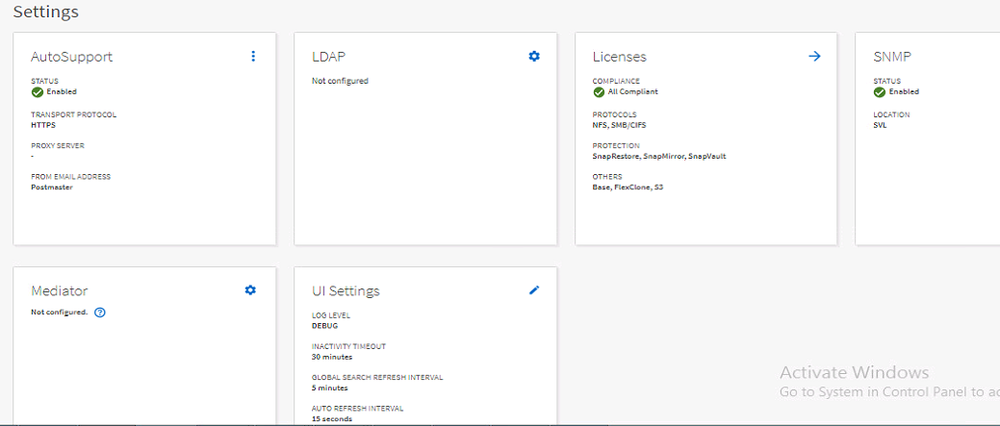 Settings
AutoSupport
STATUS
Enabled
TRANSPORT PROTOCOL
HTTPS
PROXY SERVER
-
FROM EMAIL ADDRESS
Postmaster
LDAP
Not configured
Licenses
COMPLIANCE
All Compliant
PROTOCOLS
NFS, SMB/CIFS
PROTECTION
SnapRestore, SnapMirror, SnapVault
OTHERS
Base, FlexClone, S3
SNMP
STATUS
Enabled
LOCATION
SVL
Mediator
Not configured. ?
UI Settings
LOG LEVEL
DEBUG
INACTIVITY TIMEOUT
30 minutes
GLOBAL SEARCH REFRESH INTERVAL
5 minutes
AUTO REFRESH INTERVAL
15 seconds
Activate Windows
Go to System in Control Panel to ac